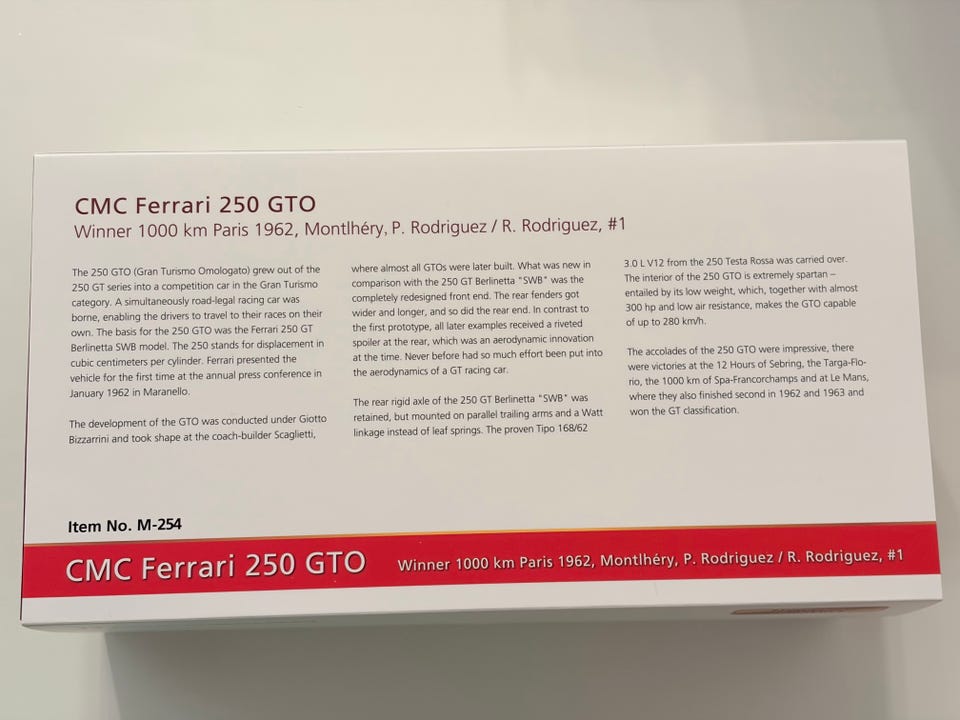 CMC Ferrari 250 GTO
Winner 1000 km Paris 1962, Montlhéry, P. Rodriguez / R. Rodriguez, #1
The 250 GTO (Gran Turismo Omologato) grew out of the
250 GT series into a competition car in the Gran Turismo
category. A simultaneously road-legal racing car was
borne, enabling the drivers to travel to their races on their
own. The basis for the 250 GTO was the Ferrari 250 GT
Berlinetta SWB model. The 250 stands for displacement in
cubic centimeters per cylinder. Ferrari presented the
vehicle for the first time at the annual press conference in
January 1962 in Maranello.
The development of the GTO was conducted under Giotto
Bizzarrini and took shape at the coach-builder Scaglietti,
where almost all GTOs were later built. What was new in
comparison with the 250 GT Berlinetta "SWB" was the
completely redesigned front end. The rear fenders got
wider and longer, and so did the rear end. In contrast to
the first prototype, all later examples received a riveted
spoiler at the rear, which was an aerodynamic innovation
at the time. Never before had so much effort been put into
the aerodynamics of a GT racing car.
The rear rigid axle of the 250 GT Berlinetta "SWB" was
retained, but mounted on parallel trailing arms and a Watt
linkage instead of leaf springs. The proven Tipo 168/62
3.0 L V12 from the 250 Testa Rossa was carried over.
The interior of the 250 GTO is extremely spartan –
entailed by its low weight, which, together with almost
300 hp and low air resistance, makes the GTO capable
of up to 280 km/h.
The accolades of the 250 GTO were impressive, there
were victories at the 12 Hours of Sebring, the Targa-Flo-
rio, the 1000 km of Spa-Francorchamps and at Le Mans,
where they also finished second in 1962 and 1963 and
won the GT classification.
Item No. M-254
CMC Ferrari 250 GTO Winner 1000 km Paris 1962, Montlhéry, P. Rodriguez / R. Rodriguez, #1